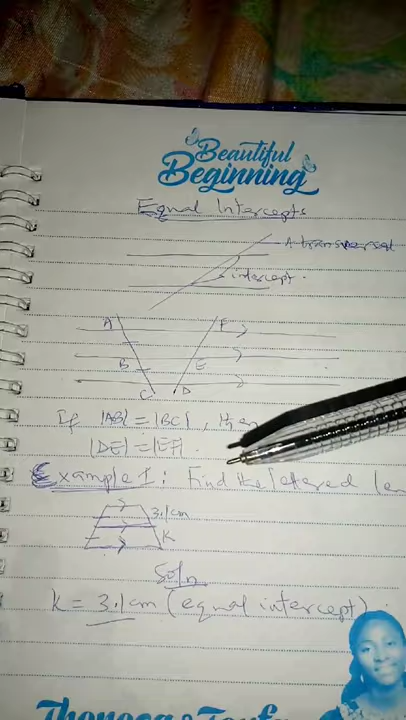 Beautiful
Beginning
Equal Intercepts
A transversal
intercept.
A F
B E
C D
If |AB| = |BC|, then
|DE| = |EF|.
Example 1: Find the lettered
3.1cm
K
Soln
K = 3.1cm (equal intercept)